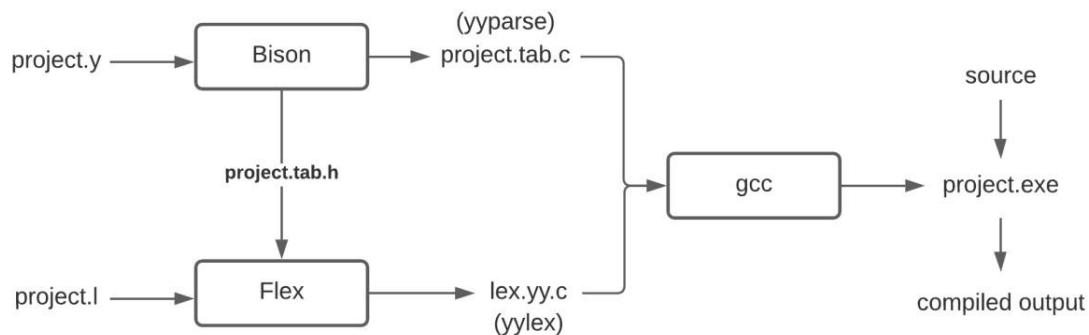 project.y
Bison
(yyparse)
project.tab.c
project.tab.h
project.l
Flex
lex.yy.c
(yylex)
gcc
source
project.exe
compiled output